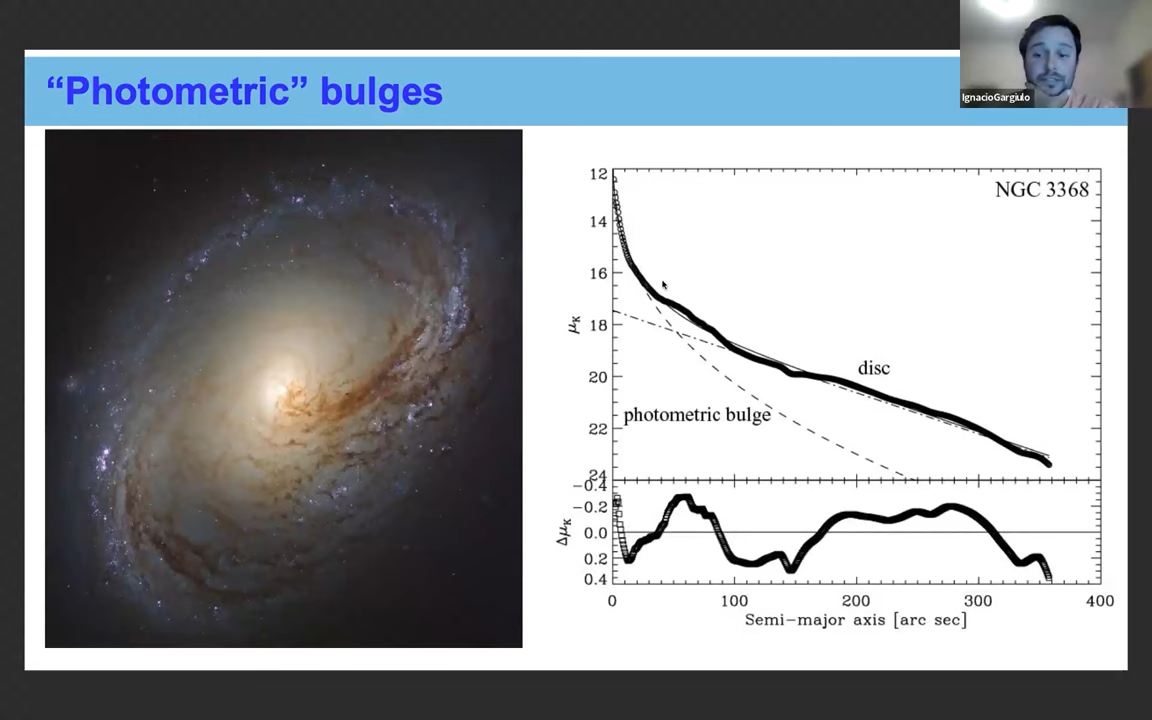 “Photometric” bulges
IgnacioGargiulo
NGC 3368
12
14
16
18
20
22
24
μK
disc
photometric bulge
−0.4
−0.2
0.0
0.2
0.4
ΔμK
0 100 200 300 400
Semi−major axis [arc sec]